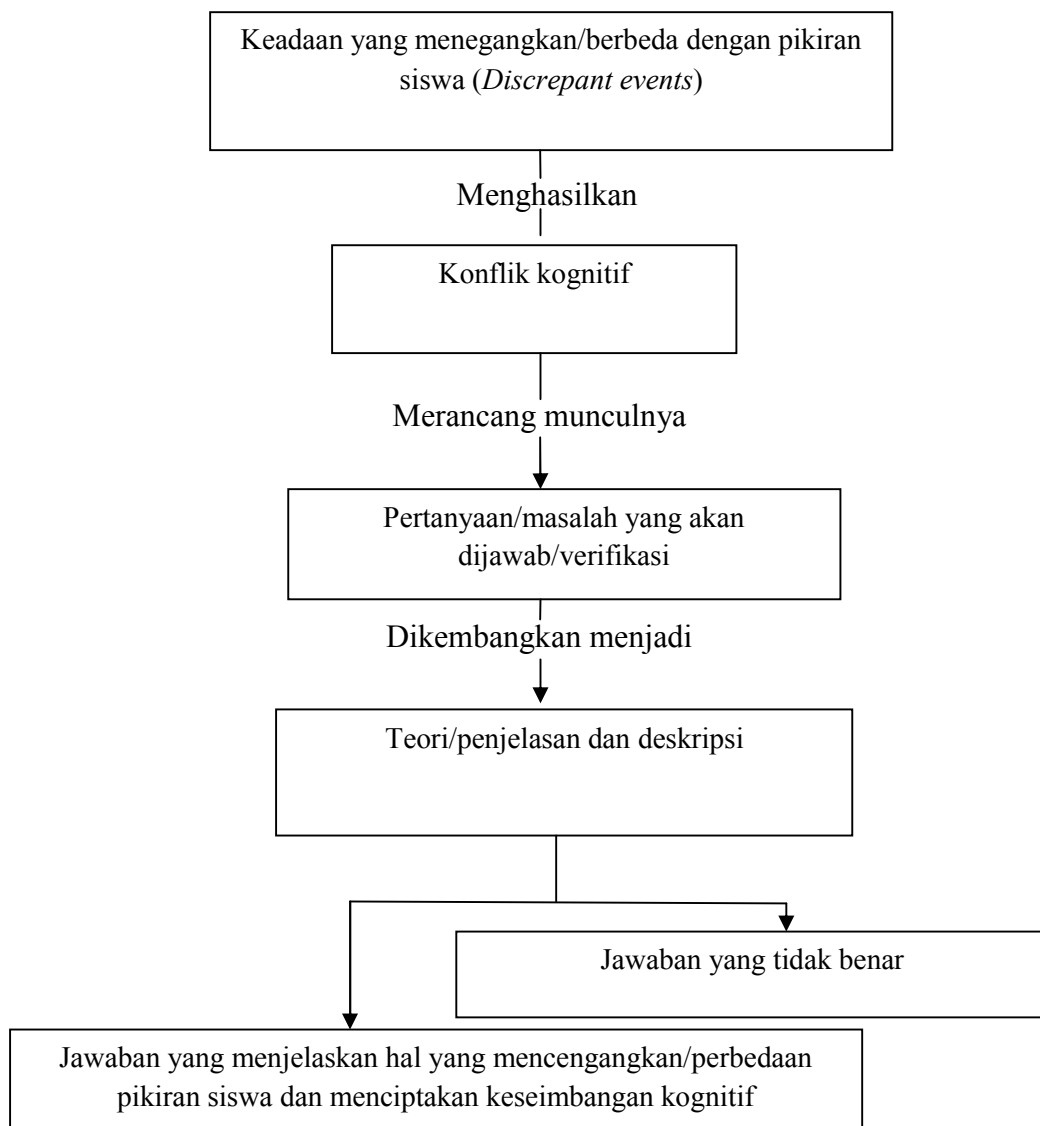 Keadaan yang menegangkan/berbeda dengan pikiran
siswa (Discrepant events)
Menghasilkan
Konflik kognitif
Merancang munculnya
Pertanyaan/masalah yang akan
dijawab/verifikasi
Dikembangkan menjadi
Teori/penjelasan dan deskripsi
Jawaban yang tidak benar
Jawaban yang menjelaskan hal yang mencengangkan/perbedaan
pikiran siswa dan menciptakan keseimbangan kognitif